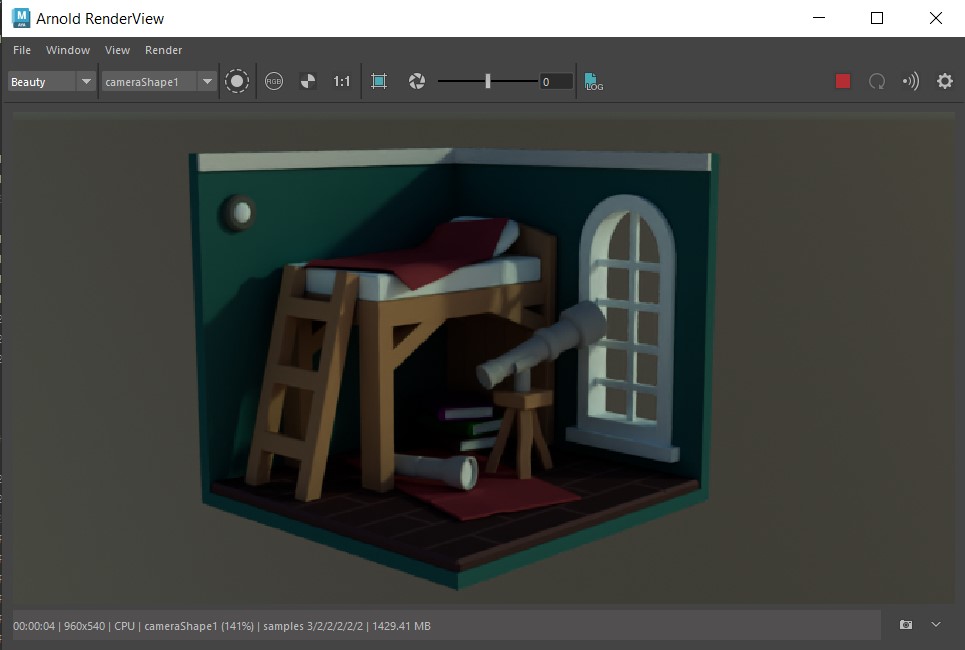 M
Arnold RenderView
File Window View Render
Beauty cameraShape1 RGB 1:1 0 LOG
00:00:04 | 960x540 | CPU | cameraShape1 (141%) | samples 3/2/2/2/2/2 | 1429.41 MB